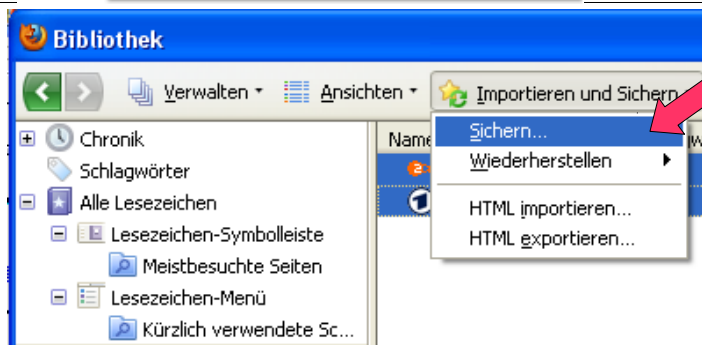 Bibliothek
Verwalten Ansichten Importieren und Sichern
Sichern...
Wiederherstellen
HTML importieren...
HTML exportieren...
Chronik
Schlagwörter
Alle Lesezeichen
Lesezeichen-Symbolleiste
Meistbesuchte Seiten
Lesezeichen-Menü
Kürzlich verwendete Sc...